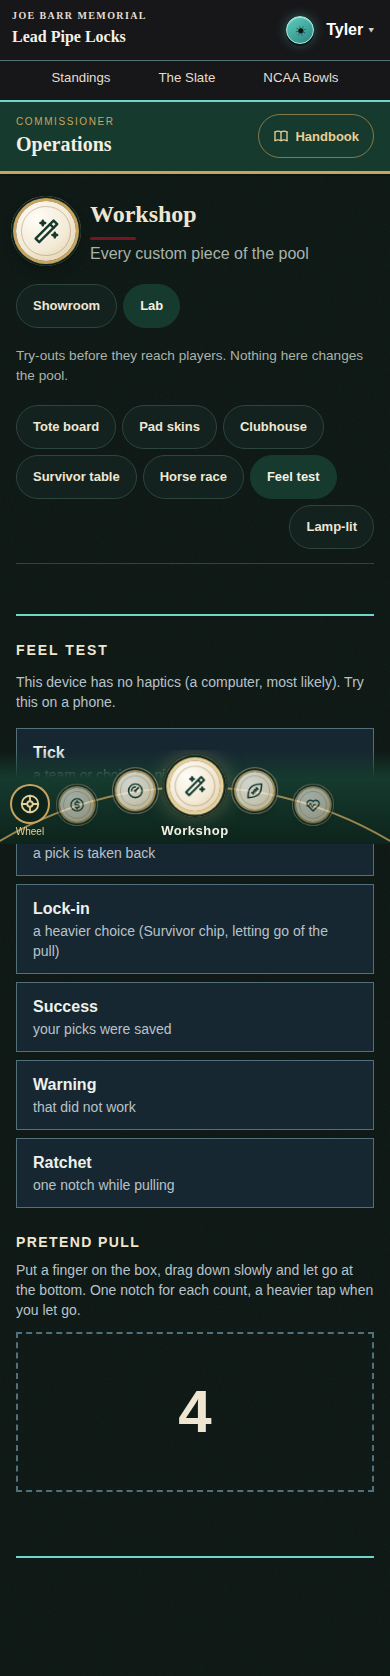 JOE BARR MEMORIAL
Lead Pipe Locks
Tyler
Standings
The Slate
NCAA Bowls
COMMISSIONER
Operations
Handbook
Workshop
Every custom piece of the pool
Showroom
Lab
Try-outs before they reach players. Nothing here changes
the pool.
Tote board
Pad skins
Clubhouse
Survivor table
Horse race
Feel test
Lamp-lit
FEEL TEST
This device has no haptics (a computer, most likely). Try
this on a phone.
Tick
Wheel
Workshop
a pick is taken back
Lock-in
a heavier choice (Survivor chip, letting go of the
pull)
Success
your picks were saved
Warning
that did not work
Ratchet
one notch while pulling
PRETEND PULL
Put a finger on the box, drag down slowly and let go at
the bottom. One notch for each count, a heavier tap when
you let go.
4